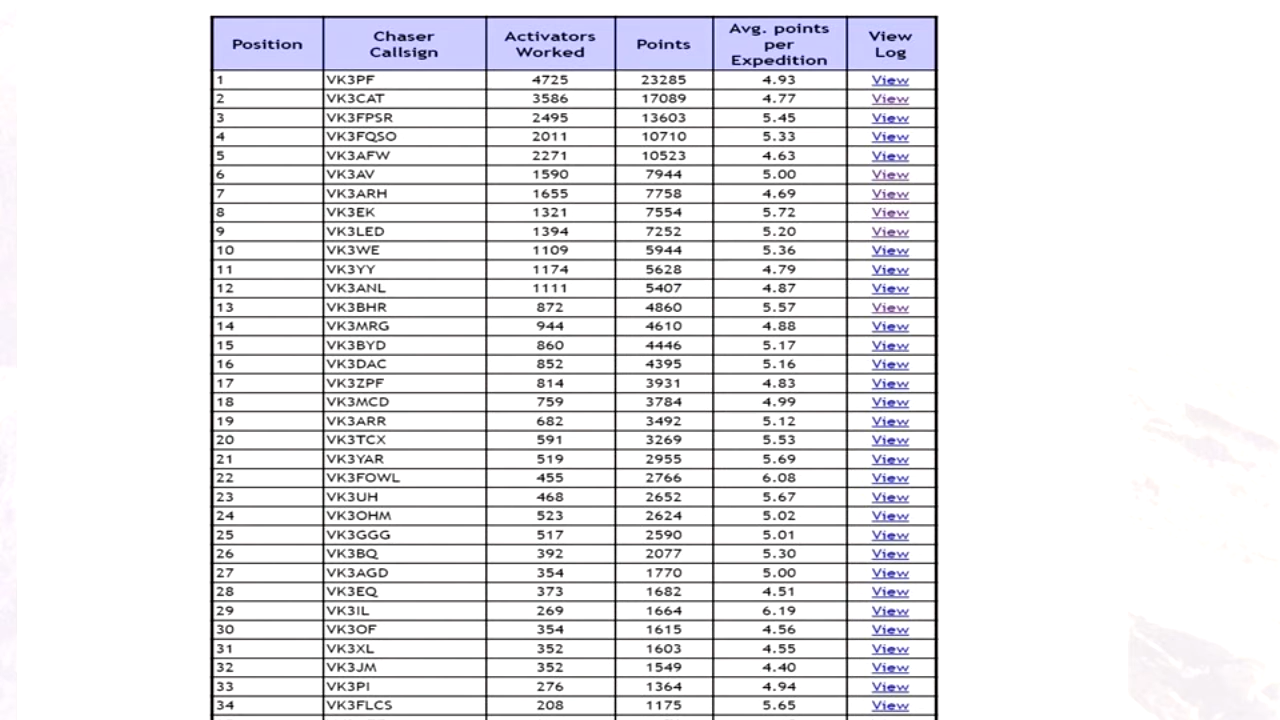 Position Chaser Callsign Activators Worked Points Avg. points per Expedition View Log
1 VK3PF 4725 23285 4.93 View
2 VK3CAT 3586 17089 4.77 View
3 VK3FPSR 2495 13603 5.45 View
4 VK3FQSO 2011 10710 5.33 View
5 VK3AFW 2271 10523 4.63 View
6 VK3AV 1590 7944 5.00 View
7 VK3ARH 1655 7758 4.69 View
8 VK3EK 1321 7554 5.72 View
9 VK3LED 1394 7252 5.20 View
10 VK3WE 1109 5944 5.36 View
11 VK3YY 1174 5628 4.79 View
12 VK3ANL 1111 5407 4.87 View
13 VK3BHR 872 4860 5.57 View
14 VK3MRG 944 4610 4.88 View
15 VK3BYD 860 4446 5.17 View
16 VK3DAC 852 4395 5.16 View
17 VK3ZPF 814 3931 4.83 View
18 VK3MCD 759 3784 4.99 View
19 VK3ARR 682 3492 5.12 View
20 VK3TCX 591 3269 5.53 View
21 VK3YAR 519 2955 5.69 View
22 VK3FOWL 455 2766 6.08 View
23 VK3UH 468 2652 5.67 View
24 VK3OHM 523 2624 5.02 View
25 VK3GGG 517 2590 5.01 View
26 VK3BQ 392 2077 5.30 View
27 VK3AGD 354 1770 5.00 View
28 VK3EQ 373 1682 4.51 View
29 VK3IL 269 1664 6.19 View
30 VK3OF 354 1615 4.56 View
31 VK3XL 352 1603 4.55 View
32 VK3JM 352 1549 4.40 View
33 VK3PI 276 1364 4.94 View
34 VK3FLCS 208 1175 5.65 View